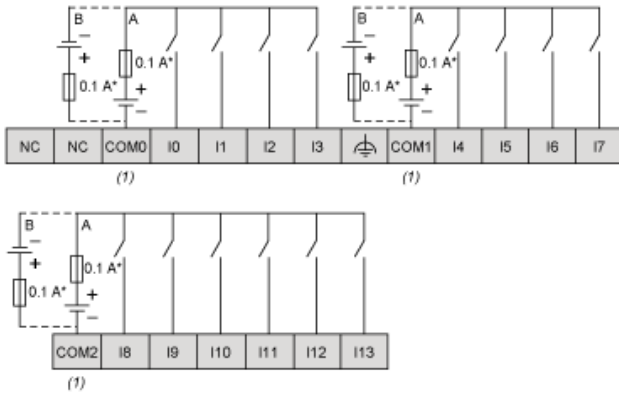 B A B A
− + 0.1 A* 0.1 A* + − − + 0.1 A* 0.1 A* + −
NC NC COM0 I0 I1 I2 I3 COM1 I4 I5 I6 I7
(1) (1)
B A
− + 0.1 A* 0.1 A* + −
COM2 I8 I9 I10 I11 I12 I13
(1)